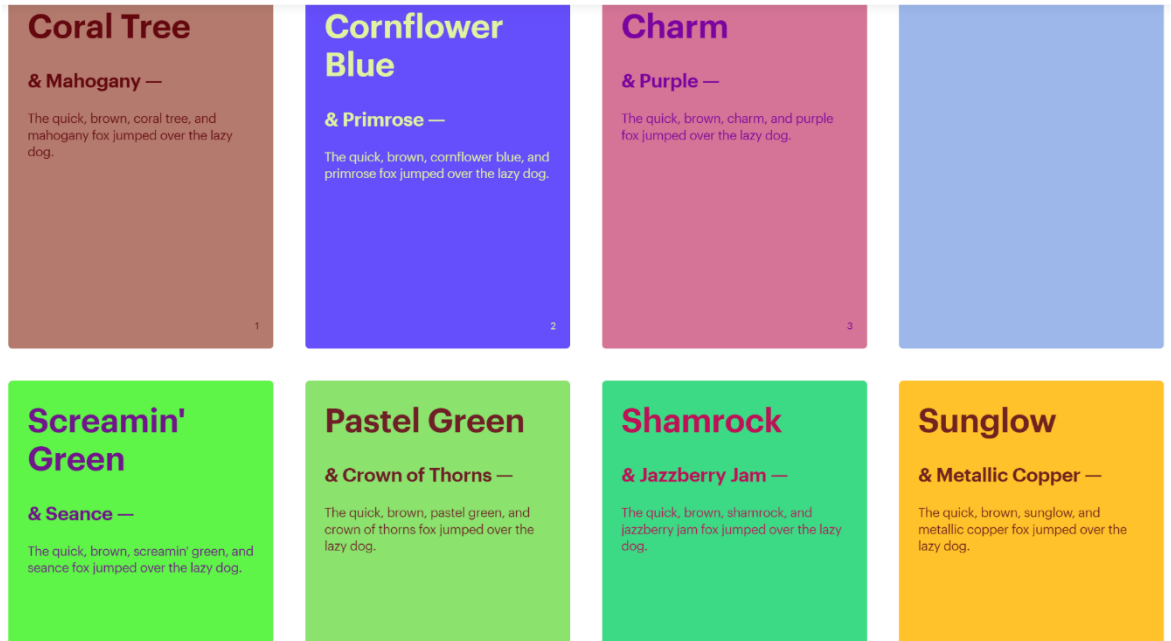 Coral Tree
& Mahogany —
The quick, brown, coral tree, and
mahogany fox jumped over the lazy
dog.
1
Cornflower
Blue
& Primrose —
The quick, brown, cornflower blue, and
primrose fox jumped over the lazy dog.
2
Charm
& Purple —
The quick, brown, charm, and purple
fox jumped over the lazy dog.
3
Screamin'
Green
& Seance —
The quick, brown, screamin' green, and
seance fox jumped over the lazy dog.
Pastel Green
& Crown of Thorns —
The quick, brown, pastel green, and
crown of thorns fox jumped over the
lazy dog.
Shamrock
& Jazzberry Jam —
The quick, brown, shamrock, and
jazzberry jam fox jumped over the lazy
dog.
Sunglow
& Metallic Copper —
The quick, brown, sunglow, and
metallic copper fox jumped over the
lazy dog.